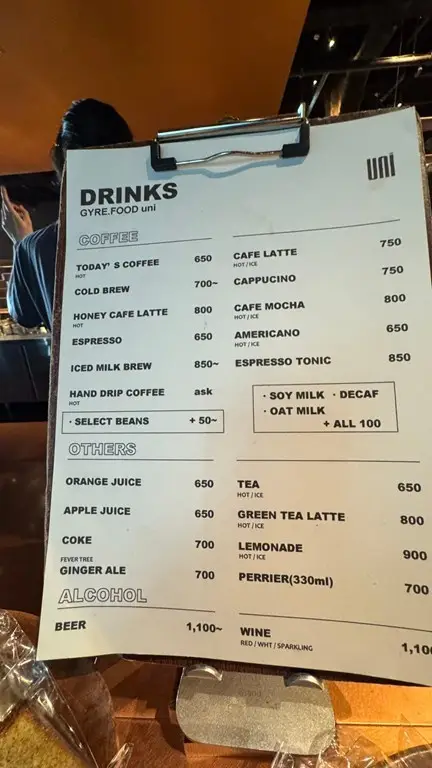 uni
DRINKS
GYRE.FOOD uni
COFFEE
TODAY' S COFFEE 650
HOT
COLD BREW 700~
HONEY CAFE LATTE 800
HOT
ESPRESSO 650
ICED MILK BREW 850~
HAND DRIP COFFEE ask
HOT
· SELECT BEANS + 50~
CAFE LATTE 750
HOT / ICE
CAPPUCINO 750
CAFE MOCHA 800
HOT / ICE
AMERICANO 650
HOT / ICE
ESPRESSO TONIC 850
· SOY MILK · DECAF
· OAT MILK
+ ALL 100
OTHERS
ORANGE JUICE 650
APPLE JUICE 650
COKE 700
FEVER TREE
GINGER ALE 700
TEA 650
HOT / ICE
GREEN TEA LATTE 800
HOT / ICE
LEMONADE 900
HOT / ICE
PERRIER(330ml) 700
ALCOHOL
BEER 1,100~
WINE
RED / WHT / SPARKLING